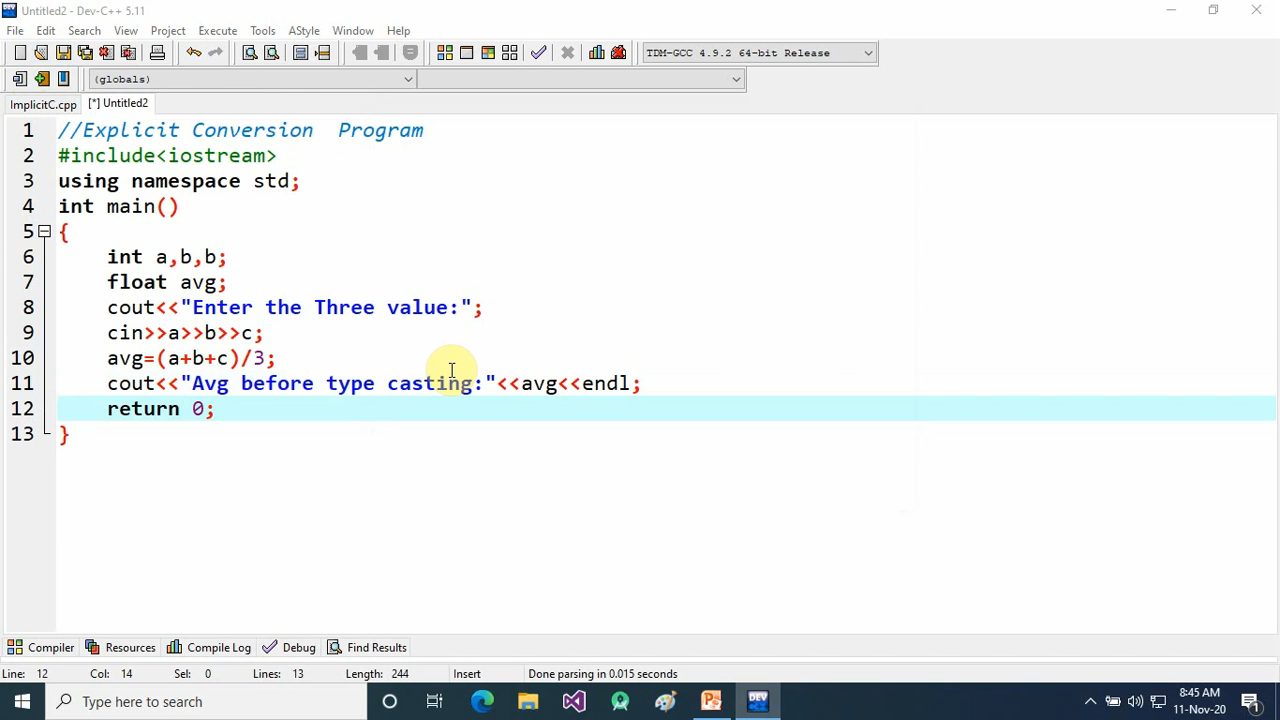 Untitled2 - Dev-C++ 5.11
File Edit Search View Project Execute Tools AStyle Window Help
TDM-GCC 4.9.2 64-bit Release
(globals)
ImplicitC.cpp [*] Untitled2
1 //Explicit Conversion  Program
2 #include<iostream>
3 using namespace std;
4 int main()
5 {
6 int a,b,b;
7 float avg;
8 cout<<"Enter the Three value:";
9 cin>>a>>b>>c;
10 avg=(a+b+c)/3;
11 cout<<"Avg before type casting:"<<avg<<endl;
12 return 0;
13 }
Compiler Resources Compile Log Debug Find Results
Line: 12 Col: 14 Sel: 0 Lines: 13 Length: 244 Insert Done parsing in 0.015 seconds
Type here to search
DEV
8:45 AM
11-Nov-20
1